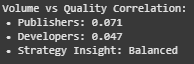 Volume vs Quality Correlation:
• Publishers: 0.071
• Developers: 0.047
• Strategy Insight: Balanced